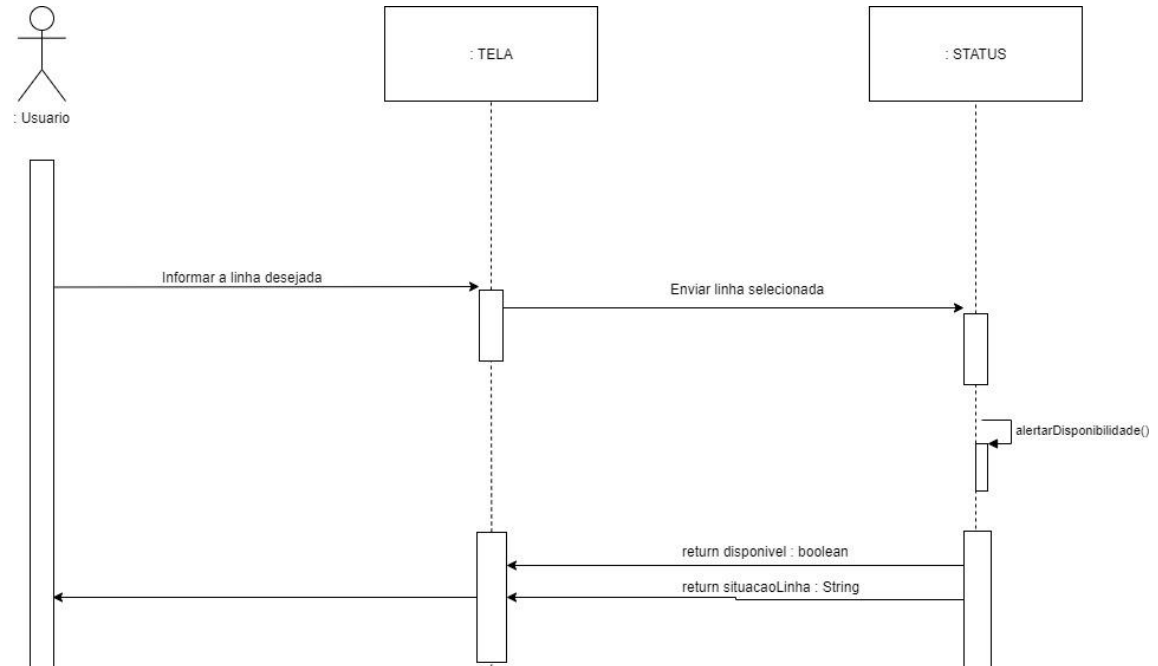 : TELA
: STATUS
: Usuario
Informar a linha desejada
Enviar linha selecionada
alertarDisponibilidade()
return disponivel : boolean
return situacaoLinha : String